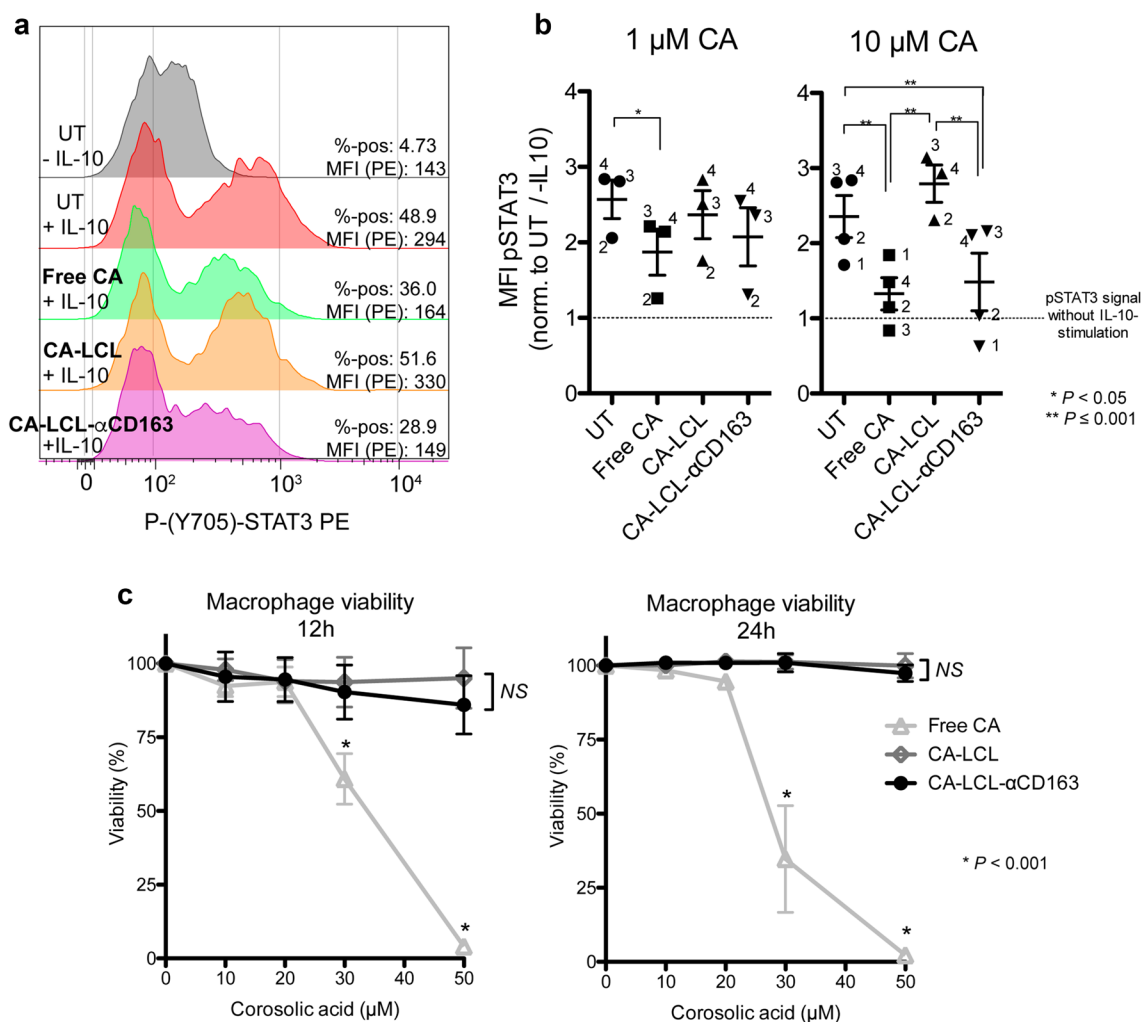 a
UT
- IL-10
%-pos: 4.73
MFI (PE): 143
UT
+ IL-10
%-pos: 48.9
MFI (PE): 294
Free CA
+ IL-10
%-pos: 36.0
MFI (PE): 164
CA-LCL
+ IL-10
%-pos: 51.6
MFI (PE): 330
CA-LCL-αCD163
+IL-10
%-pos: 28.9
MFI (PE): 149
0 10² 10³ 10⁴
P-(Y705)-STAT3 PE
b
1 µM CA
10 µM CA
MFI pSTAT3
(norm. to UT / -IL10)
4
3
2
1
0
*
4 3
2
3 4
2
4
3
2
4
3
2
UT
Free CA
CA-LCL
CA-LCL-αCD163
4
3
2
1
0
**
** ** **
3 4
2
1
1
4
2
3
3
4
2
4 3
2
1
UT
Free CA
CA-LCL
CA-LCL-αCD163
pSTAT3 signal
without IL-10-
stimulation
* P < 0.05
** P ≤ 0.001
c
Macrophage viability
12h
Viability (%)
100
75
50
25
0
*
*
NS
0 10 20 30 40 50
Corosolic acid (µM)
Macrophage viability
24h
Viability (%)
100
75
50
25
0
*
*
NS
0 10 20 30 40 50
Corosolic acid (µM)
Free CA
CA-LCL
CA-LCL-αCD163
* P < 0.001